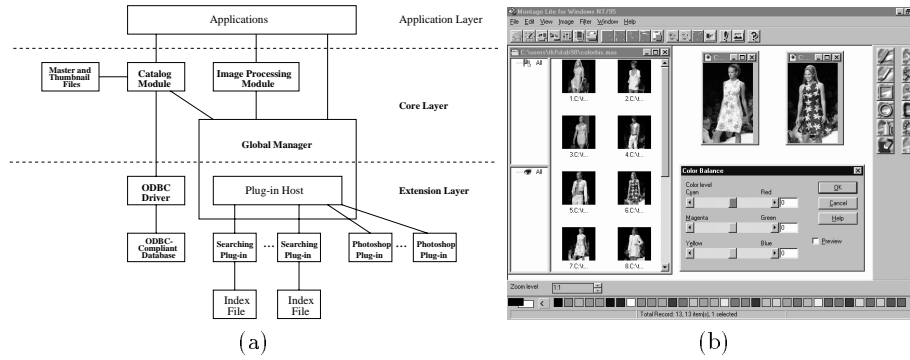 Applications
Application Layer
Master and
Thumbnail
Files
Catalog
Module
Image Processing
Module
Core Layer
Global Manager
ODBC
Driver
Plug-in Host
Extension Layer
ODBC-
Compliant
Database
Searching
Plug-in
...
Searching
Plug-in
Photoshop
Plug-in
...
Photoshop
Plug-in
Index
File
Index
File
(a)
Montage Lite for Windows NT/95
File Edit View Image Filter Window Help
All
1.C:\t...
2.C:\t...
3.C:\t...
4.C:\t...
All
5.C:\t...
6.C:\t...
7.C:\t...
8.C:\t...
Color Balance
Color level
Cyan
Red
0
OK
Cancel
Magenta
Green
0
Help
Yellow
Blue
0
Preview
Zoom level
1:1
Total Record: 13, 13 item(s), 1 selected
(b)